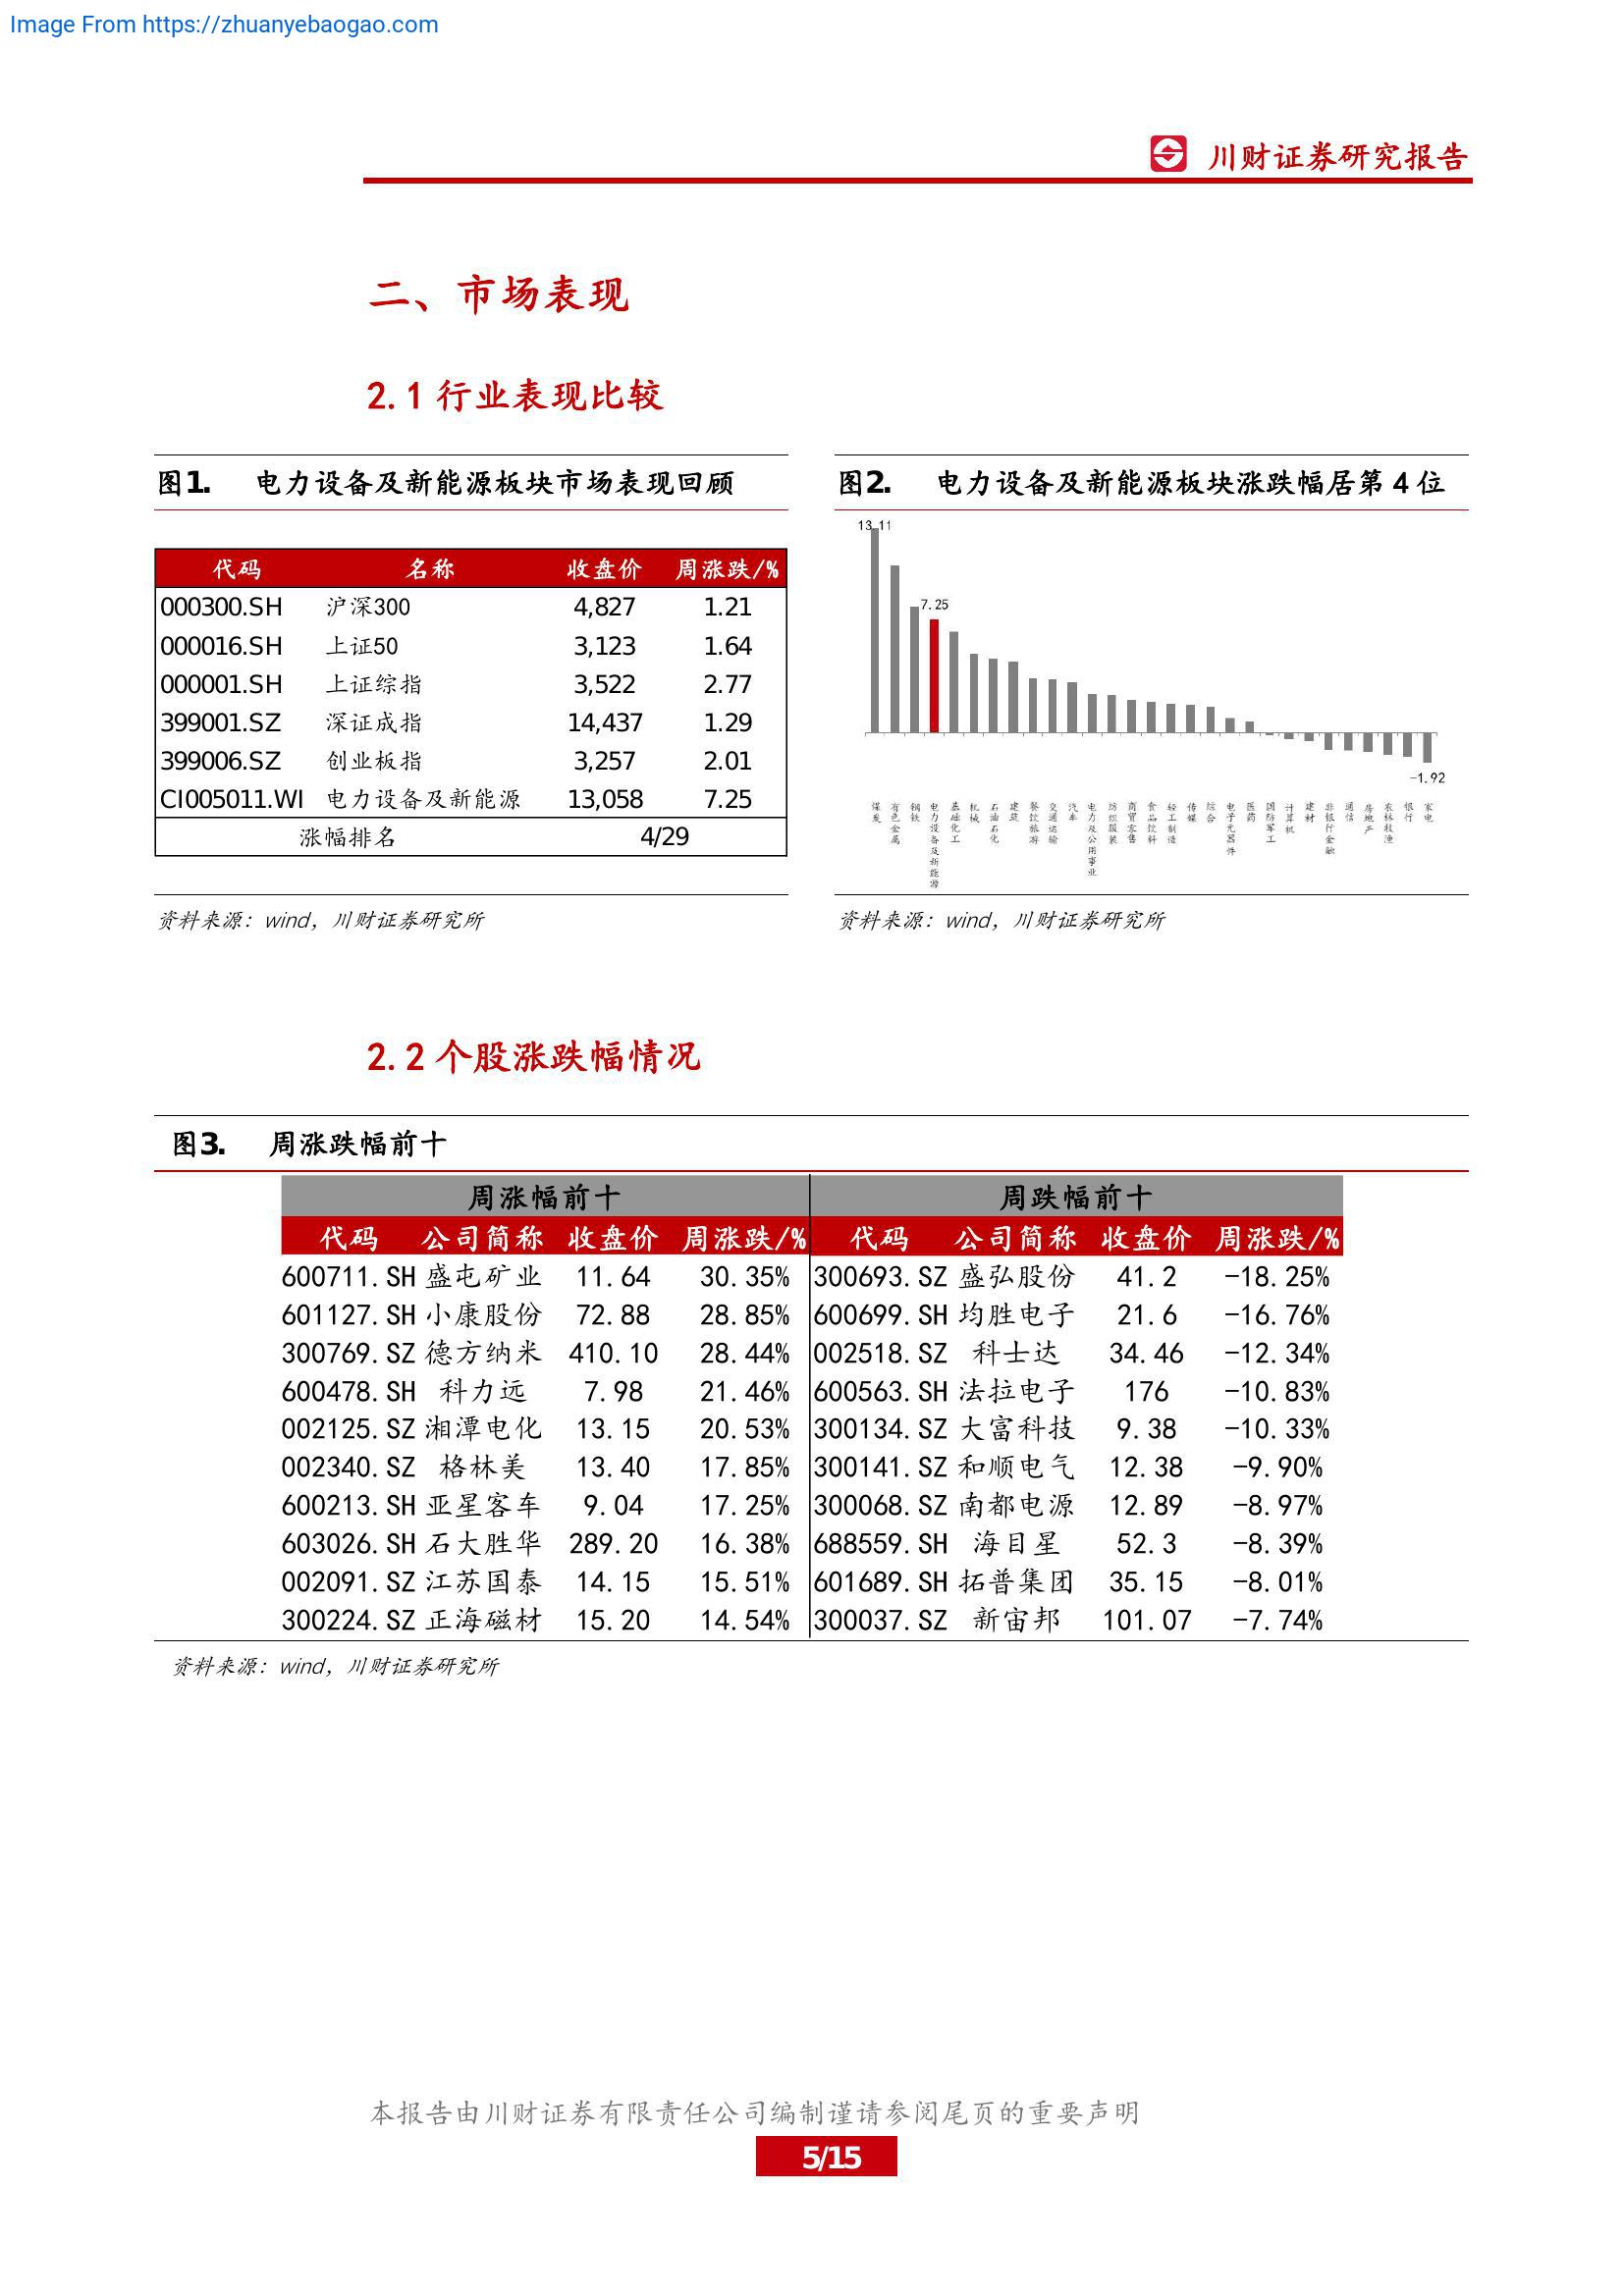 Image From https://zhuanyebaogao.com
川财证券研究报告
二、市场表现
2.1 行业表现比较
图1. 电力设备及新能源板块市场表现回顾
代码 名称 收盘价 周涨跌/%
000300.SH 沪深300 4,827 1.21
000016.SH 上证50 3,123 1.64
000001.SH 上证综指 3,522 2.77
399001.SZ 深证成指 14,437 1.29
399006.SZ 创业板指 3,257 2.01
CI005011.WI 电力设备及新能源 13,058 7.25
涨幅排名 4/29
资料来源：wind，川财证券研究所
图2. 电力设备及新能源板块涨跌幅居第 4 位
13.11
7.25
-1.92
煤炭
有色金属
钢铁
电力设备及新能源
基础化工
机械
石油石化
建筑
餐饮旅游
交通运输
汽车
电力及公用事业
纺织服装
商贸零售
食品饮料
轻工制造
传媒
综合
电子元器件
医药
国防军工
计算机
建材
非银行金融
通信
房地产
农林牧渔
银行
家电
资料来源：wind，川财证券研究所
2.2 个股涨跌幅情况
图3. 周涨跌幅前十
周涨幅前十 周跌幅前十
代码 公司简称 收盘价 周涨跌/% 代码 公司简称 收盘价 周涨跌/%
600711.SH 盛屯矿业 11.64 30.35% 300693.SZ 盛弘股份 41.2 -18.25%
601127.SH 小康股份 72.88 28.85% 600699.SH 均胜电子 21.6 -16.76%
300769.SZ 德方纳米 410.10 28.44% 002518.SZ 科士达 34.46 -12.34%
600478.SH 科力远 7.98 21.46% 600563.SH 法拉电子 176 -10.83%
002125.SZ 湘潭电化 13.15 20.53% 300134.SZ 大富科技 9.38 -10.33%
002340.SZ 格林美 13.40 17.85% 300141.SZ 和顺电气 12.38 -9.90%
600213.SH 亚星客车 9.04 17.25% 300068.SZ 南都电源 12.89 -8.97%
603026.SH 石大胜华 289.20 16.38% 688559.SH 海目星 52.3 -8.39%
002091.SZ 江苏国泰 14.15 15.51% 601689.SH 拓普集团 35.15 -8.01%
300224.SZ 正海磁材 15.20 14.54% 300037.SZ 新宙邦 101.07 -7.74%
资料来源：wind，川财证券研究所
本报告由川财证券有限责任公司编制谨请参阅尾页的重要声明
5/15